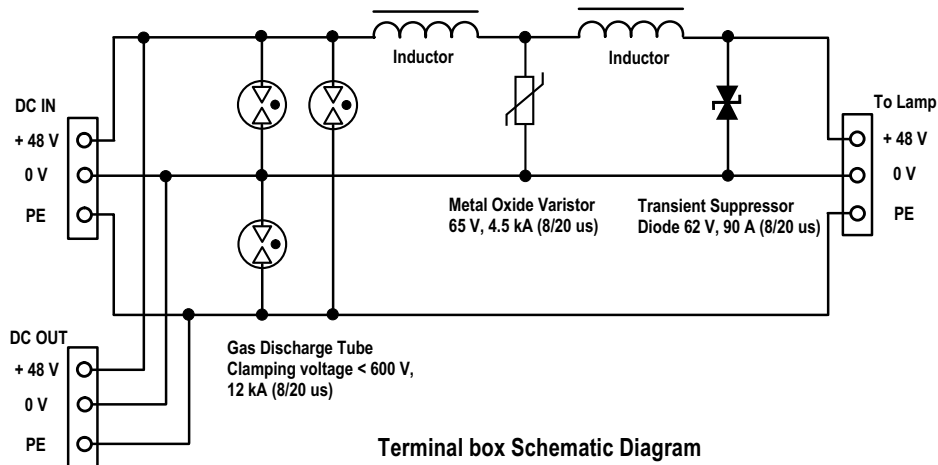 Inductor
Inductor
DC IN
+ 48 V
0 V
PE
To Lamp
+ 48 V
0 V
PE
Metal Oxide Varistor
65 V, 4.5 kA (8/20 us)
Transient Suppressor
Diode 62 V, 90 A (8/20 us)
DC OUT
+ 48 V
0 V
PE
Gas Discharge Tube
Clamping voltage < 600 V,
12 kA (8/20 us)
Terminal box Schematic Diagram